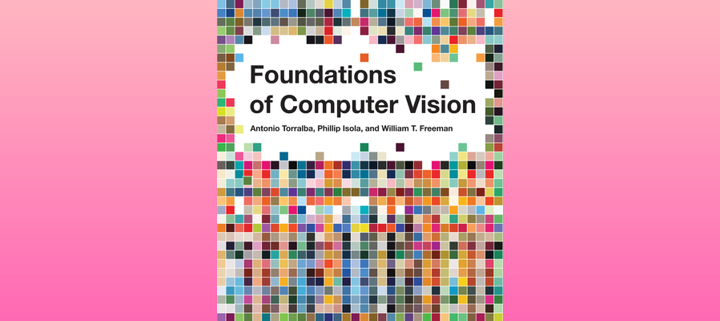 Foundations
of Computer Vision
Antonio Torralba, Phillip Isola, and William T. Freeman